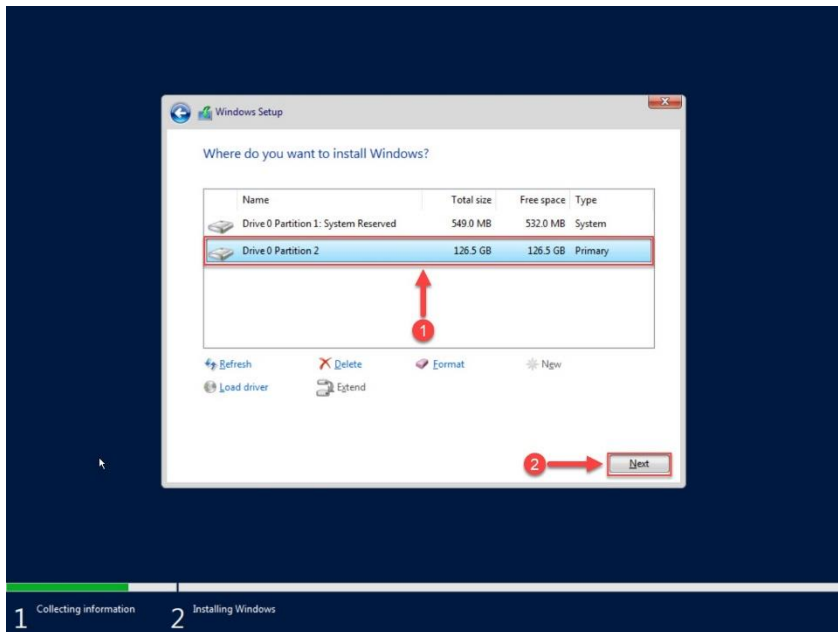 Windows Setup
Where do you want to install Windows?
Name Total size Free space Type
Drive 0 Partition 1: System Reserved 549.0 MB 532.0 MB System
Drive 0 Partition 2 126.5 GB 126.5 GB Primary
1
Refresh Delete Format New
Load driver Extend
2 Next
1 Collecting information 2 Installing Windows